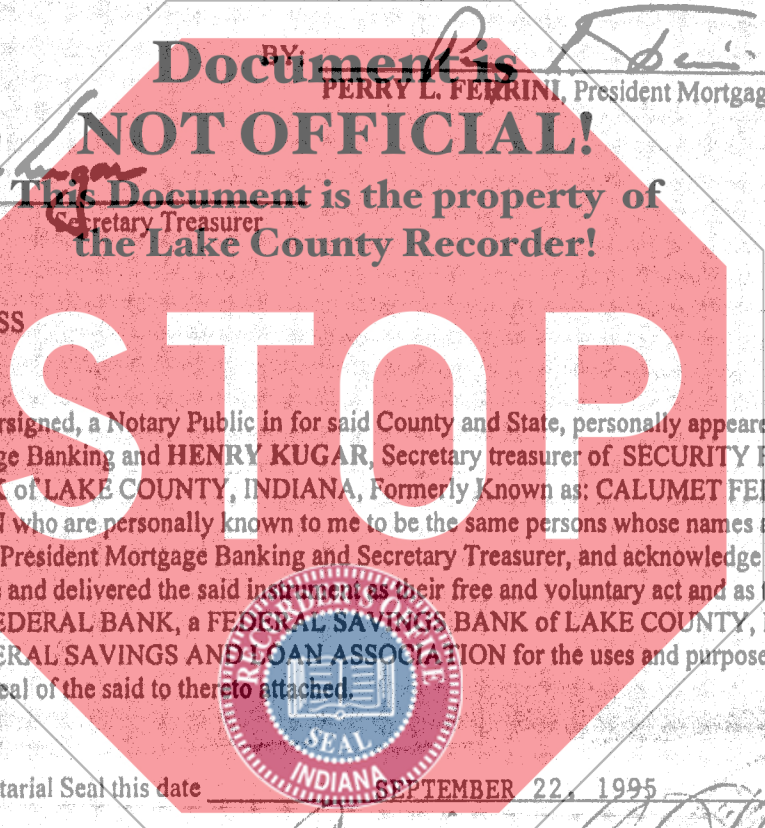 BY:
PERRY L. FERRINI, President Mortgag
Document is
NOT OFFICIAL!
This Document is the property of
the Lake County Recorder!
Secretary Treasurer
SS
STOP
rsigned, a Notary Public in for said County and State, personally appeare
ge Banking and HENRY KUGAR, Secretary treasurer of SECURITY F
K of LAKE COUNTY, INDIANA, Formerly Known as: CALUMET FE
N who are personally known to me to be the same persons whose names a
President Mortgage Banking and Secretary Treasurer, and acknowledge
and delivered the said instrument as their free and voluntary act and as t
EDERAL BANK, a FEDERAL SAVINGS BANK of LAKE COUNTY,
ERAL SAVINGS AND LOAN ASSOCIATION for the uses and purpose
eal of the said to thereto attached.
RECORDER'S OFFICE
SEAL
INDIANA
tarial Seal this date SEPTEMBER 22, 1995